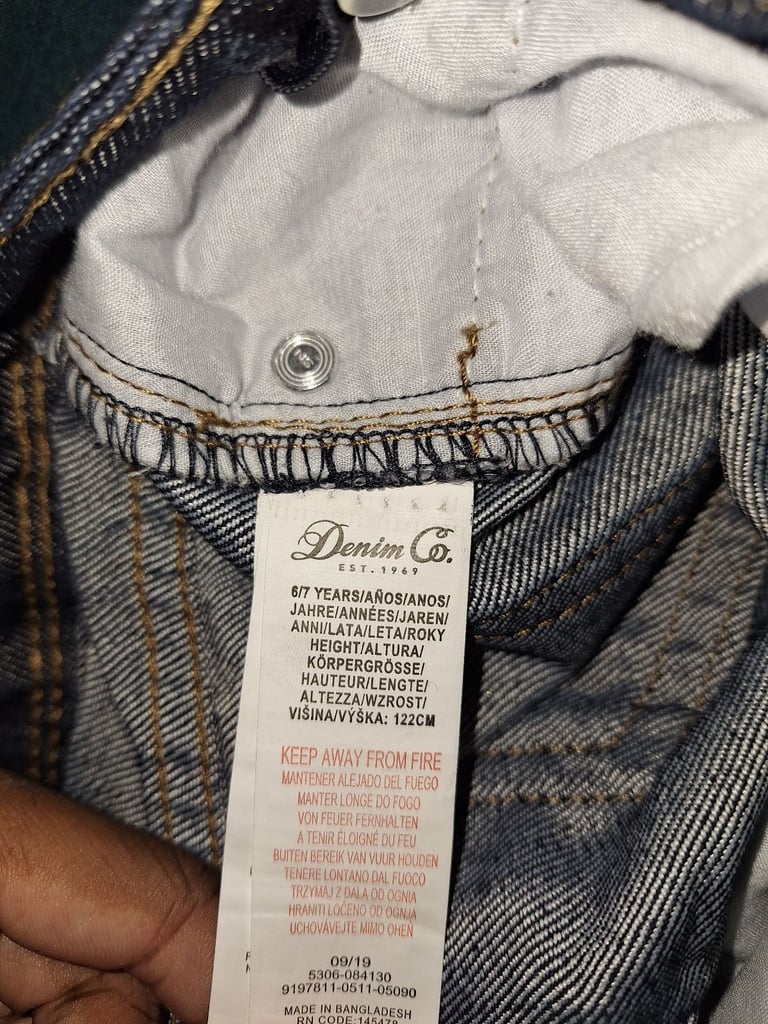 Denim Co.
EST. 1969
6/7 YEARS/AÑOS/ANOS/
JAHRE/ANNÉES/JAREN/
ANNI/LATA/LETA/ROKY
HEIGHT/ALTURA/
KÖRPERGRÖSSE/
HAUTEUR/LENGTE/
ALTEZZA/WZROST/
VIŠINA/VÝŠKA: 122CM
KEEP AWAY FROM FIRE
MANTENER ALEJADO DEL FUEGO
MANTER LONGE DO FOGO
VON FEUER FERNHALTEN
A TENIR ÉLOIGNÉ DU FEU
BUITEN BEREIK VAN VUUR HOUDEN
TENERE LONTANO DAL FUOCO
TRZYMAJ Z DALA OD OGNIA
HRANITI LOČENO OD OGNJA
UCHOVÁVEJTE MIMO OHEŇ
09/19
5306-084130
9197811-0511-05090
MADE IN BANGLADESH
RN CODE:145478